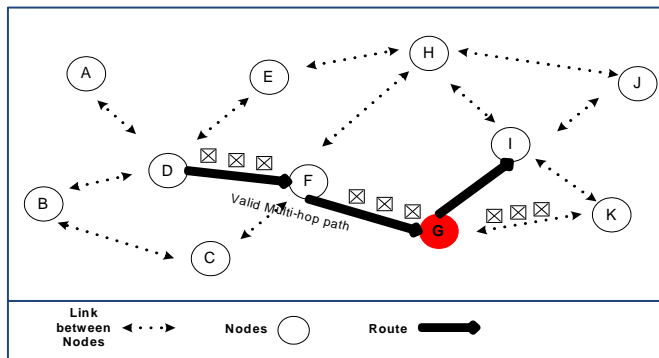 H
A
E
J
I
D
F
Valid Multi-hop path
B
K
G
C
Link
between
Nodes
Nodes
Route